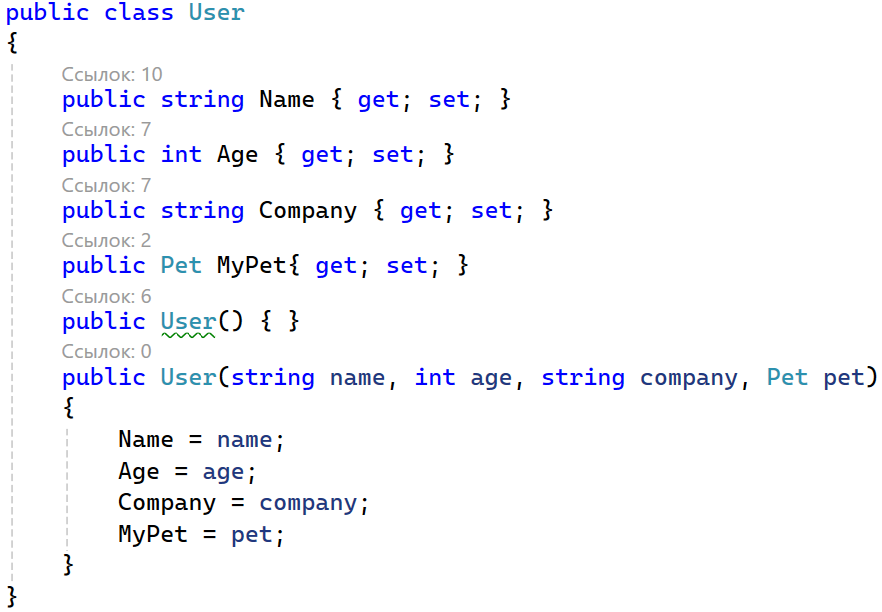 public class User
{
Ссылок: 10
public string Name { get; set; }
Ссылок: 7
public int Age { get; set; }
Ссылок: 7
public string Company { get; set; }
Ссылок: 2
public Pet MyPet{ get; set; }
Ссылок: 6
public User() { }
Ссылок: 0
public User(string name, int age, string company, Pet pet)
{
Name = name;
Age = age;
Company = company;
MyPet = pet;
}
}